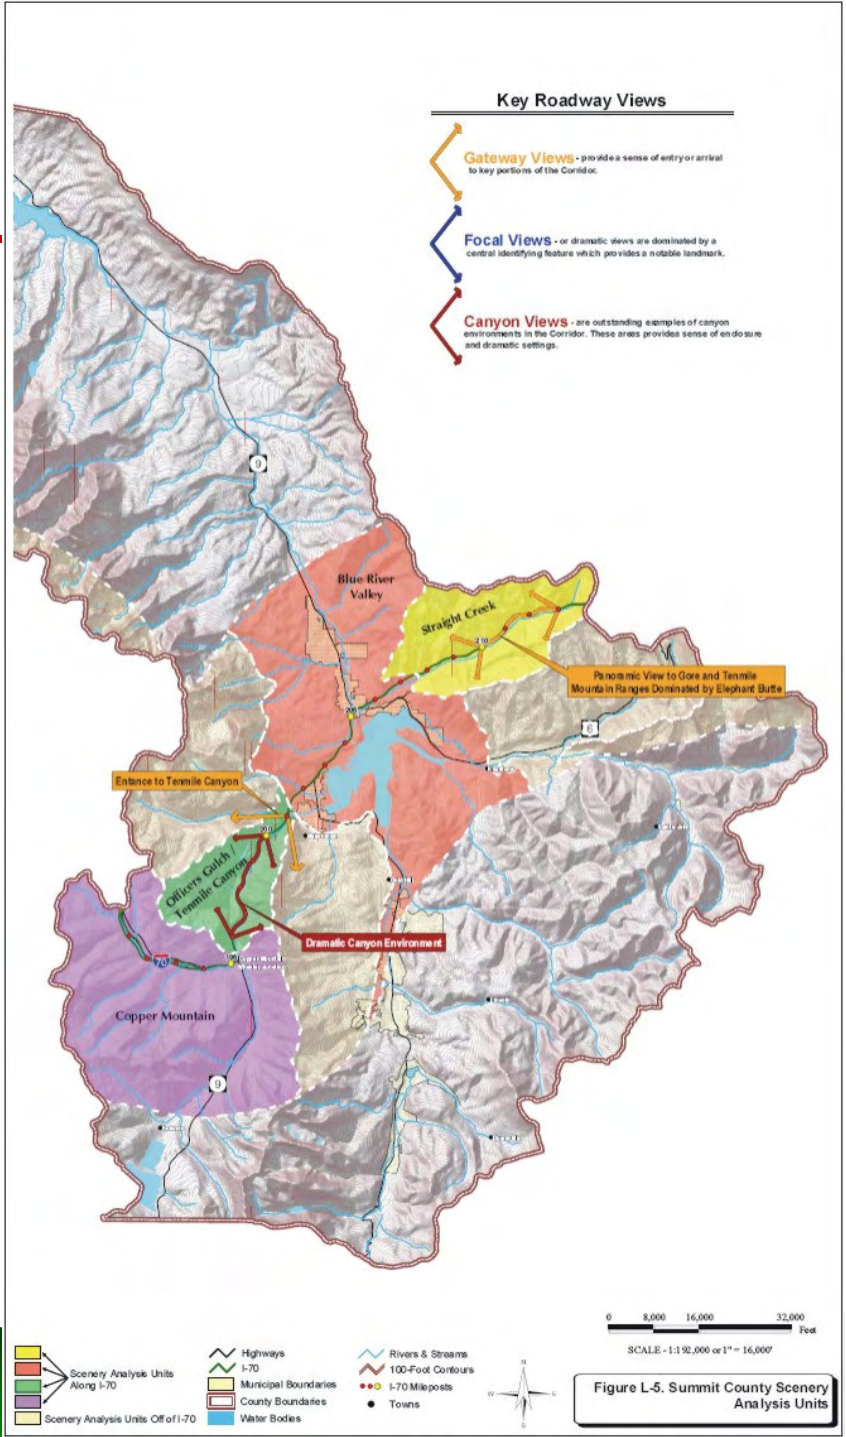 Key Roadway Views
Gateway Views - provide a sense of entry or arrival
to key portions of the Corridor.
Focal Views - or dramatic views are dominated by a
central identifying feature which provides a notable landmark.
Canyon Views - are outstanding examples of canyon
environments in the Corridor. These areas provide a sense of enclosure
and dramatic settings.
9
Blue River
Valley
Straight Creek
210
Panoramic View to Gore and Tenmile
Mountain Ranges Dominated by Elephant Butte
205
6
Entrance to Tenmile Canyon
200
Officers Gulch /
Tenmile Canyon
Dramatic Canyon Environment
70
195
Copper Mountain
9
0 8,000 16,000 32,000
Feet
SCALE - 1:192,000 or 1" = 16,000'
Scenery Analysis Units
Along I-70
Scenery Analysis Units Off of I-70
Highways
I-70
Municipal Boundaries
County Boundaries
Water Bodies
Rivers & Streams
100-Foot Contours
I-70 Mileposts
Towns
N
W E
S
Figure L-5. Summit County Scenery
Analysis Units